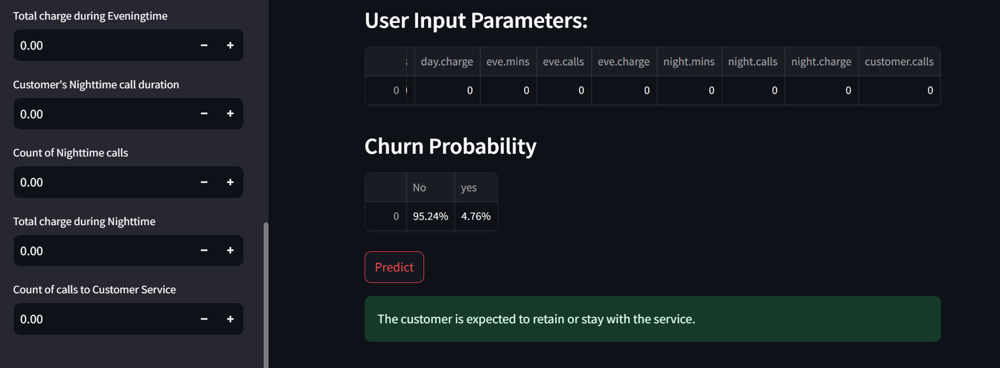 Total charge during Eveningtime
0.00
Customer's Nighttime call duration
0.00
Count of Nighttime calls
0.00
Total charge during Nighttime
0.00
Count of calls to Customer Service
0.00
User Input Parameters:
day.charge eve.mins eve.calls eve.charge night.mins night.calls night.charge customer.calls
0 0 0 0 0 0 0 0 0
Churn Probability
No yes
0 95.24% 4.76%
Predict
The customer is expected to retain or stay with the service.